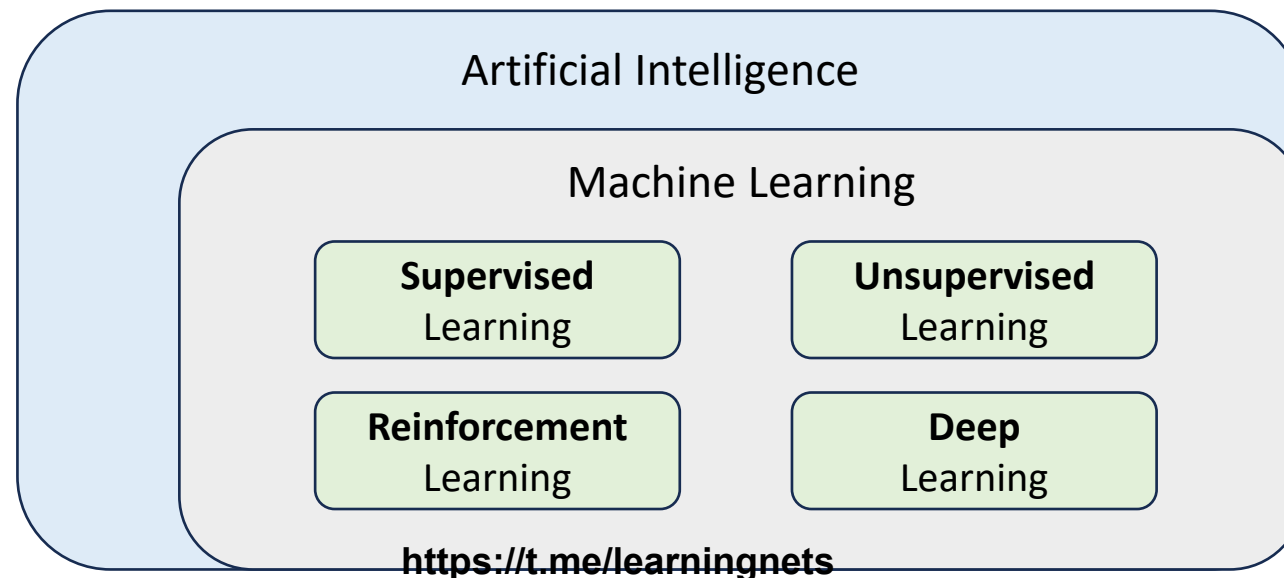 Artificial Intelligence
Machine Learning
Supervised
Learning
Unsupervised
Learning
Reinforcement
Learning
Deep
Learning
https://t.me/learningnets